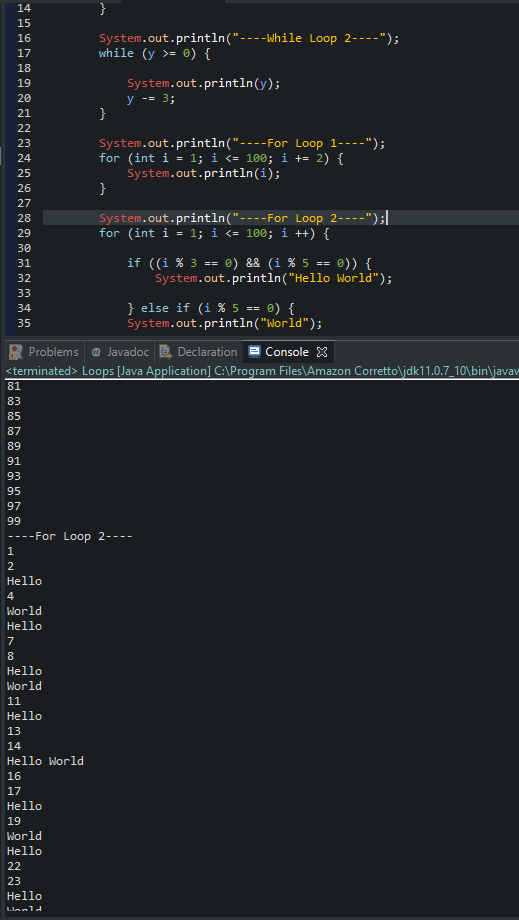 14 }
15
16 System.out.println("----While Loop 2----");
17 while (y >= 0) {
18
19 System.out.println(y);
20 y -= 3;
21 }
22
23 System.out.println("----For Loop 1----");
24 for (int i = 1; i <= 100; i += 2) {
25 System.out.println(i);
26 }
27
28 System.out.println("----For Loop 2----");
29 for (int i = 1; i <= 100; i ++) {
30
31 if ((i % 3 == 0) && (i % 5 == 0)) {
32 System.out.println("Hello World");
33
34 } else if (i % 5 == 0) {
35 System.out.println("World");
Problems @ Javadoc Declaration Console
<terminated> Loops [Java Application] C:\Program Files\Amazon Corretto\jdk11.0.7_10\bin\javaw
81
83
85
87
89
91
93
95
97
99
----For Loop 2----
1
2
Hello
4
World
Hello
7
8
Hello
World
11
Hello
13
14
Hello World
16
17
Hello
19
World
Hello
22
23
Hello
World